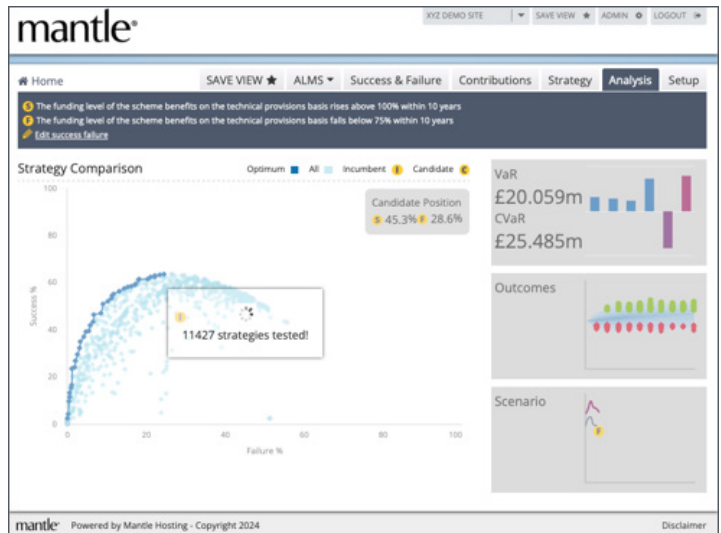 XYZ DEMO SITE SAVE VIEW ADMIN LOGOUT
mantle
Home SAVE VIEW ALMS Success & Failure Contributions Strategy Analysis Setup
S The funding level of the scheme benefits on the technical provisions basis rises above 100% within 10 years
F The funding level of the scheme benefits on the technical provisions basis falls below 75% within 10 years
Edit success failure
Strategy Comparison Optimum All Incumbent I Candidate C
100
80
60
40
20
0
Success %
Candidate Position
S 45.3% F 28.6%
I
11427 strategies tested!
0 20 40 60 80 100
Failure %
VaR
£20.059m
CVaR
£25.485m
Outcomes
Scenario
F
mantle Powered by Mantle Hosting - Copyright 2024 Disclaimer